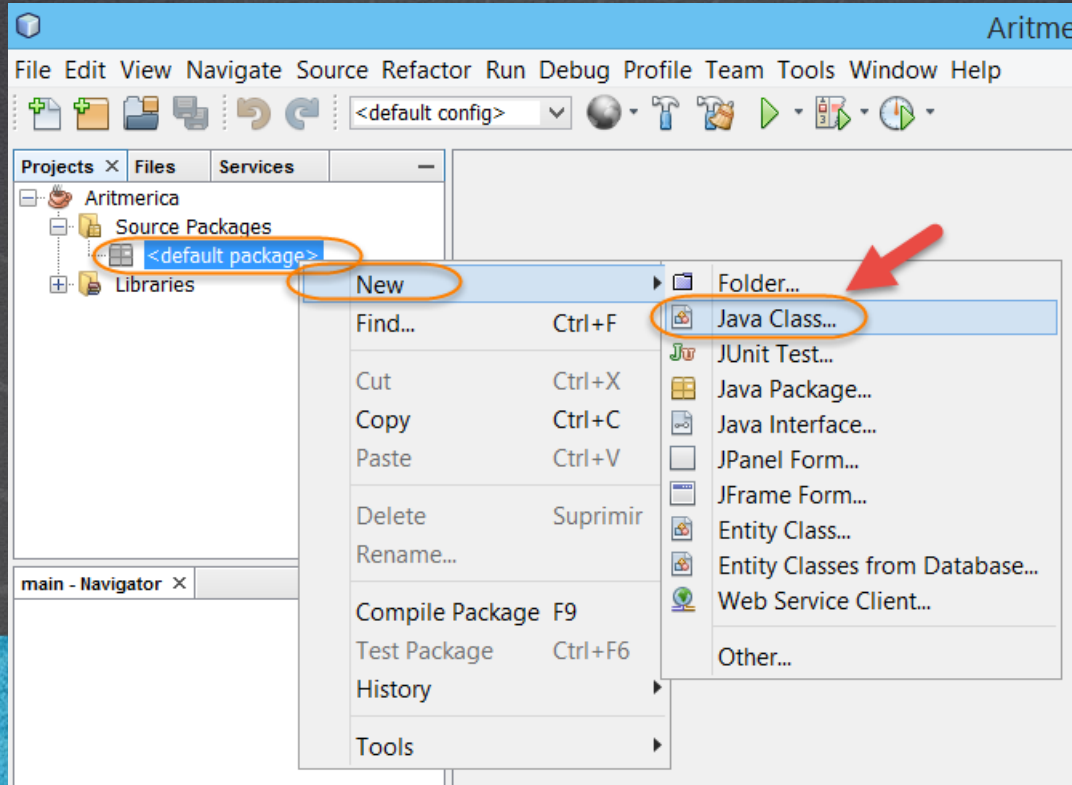 Aritme
File Edit View Navigate Source Refactor Run Debug Profile Team Tools Window Help
<default config>
Projects Files Services
Aritmerica
Source Packages
<default package>
Libraries
New
Find... Ctrl+F
Cut Ctrl+X
Copy Ctrl+C
Paste Ctrl+V
Delete Suprimir
Rename...
Compile Package F9
Test Package Ctrl+F6
History
Tools
Folder...
Java Class...
JUnit Test...
Java Package...
Java Interface...
JPanel Form...
JFrame Form...
Entity Class...
Entity Classes from Database...
Web Service Client...
Other...
main - Navigator